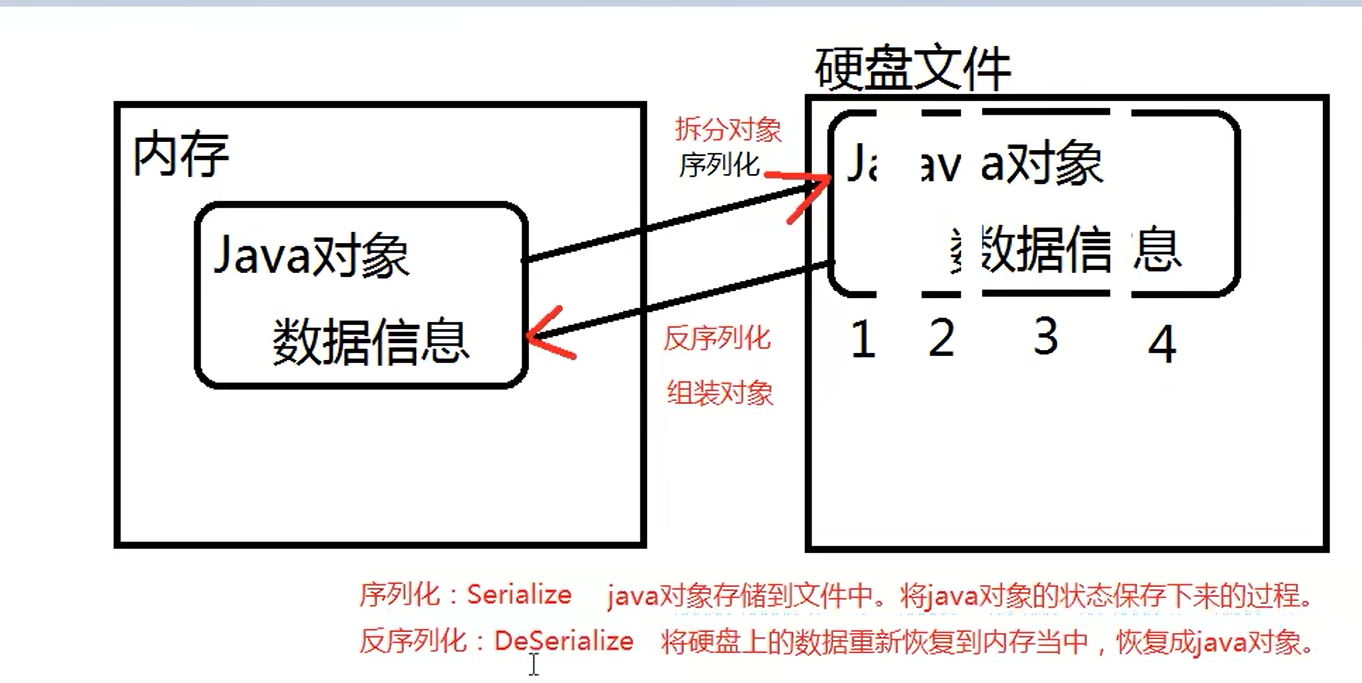 硬盘文件
内存
Java对象
数据信息
拆分对象
序列化
反序列化
组装对象
Ja av a对象
数据信 息
1 2 3 4
序列化：Serialize java对象存储到文件中。将java对象的状态保存下来的过程。
反序列化：DeSerialize 将硬盘上的数据重新恢复到内存当中，恢复成java对象。